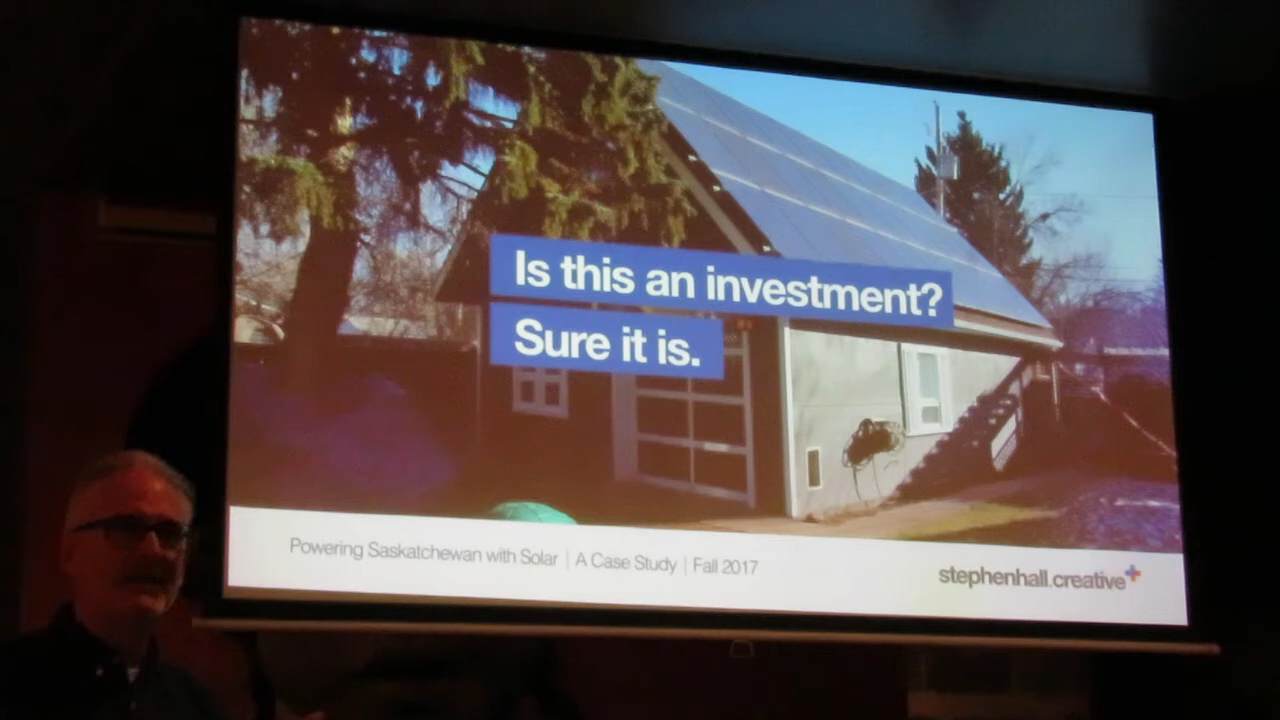 Is this an investment?
Sure it is.
Powering Saskatchewan with Solar | A Case Study | Fall 2017
stephenhall.creative+